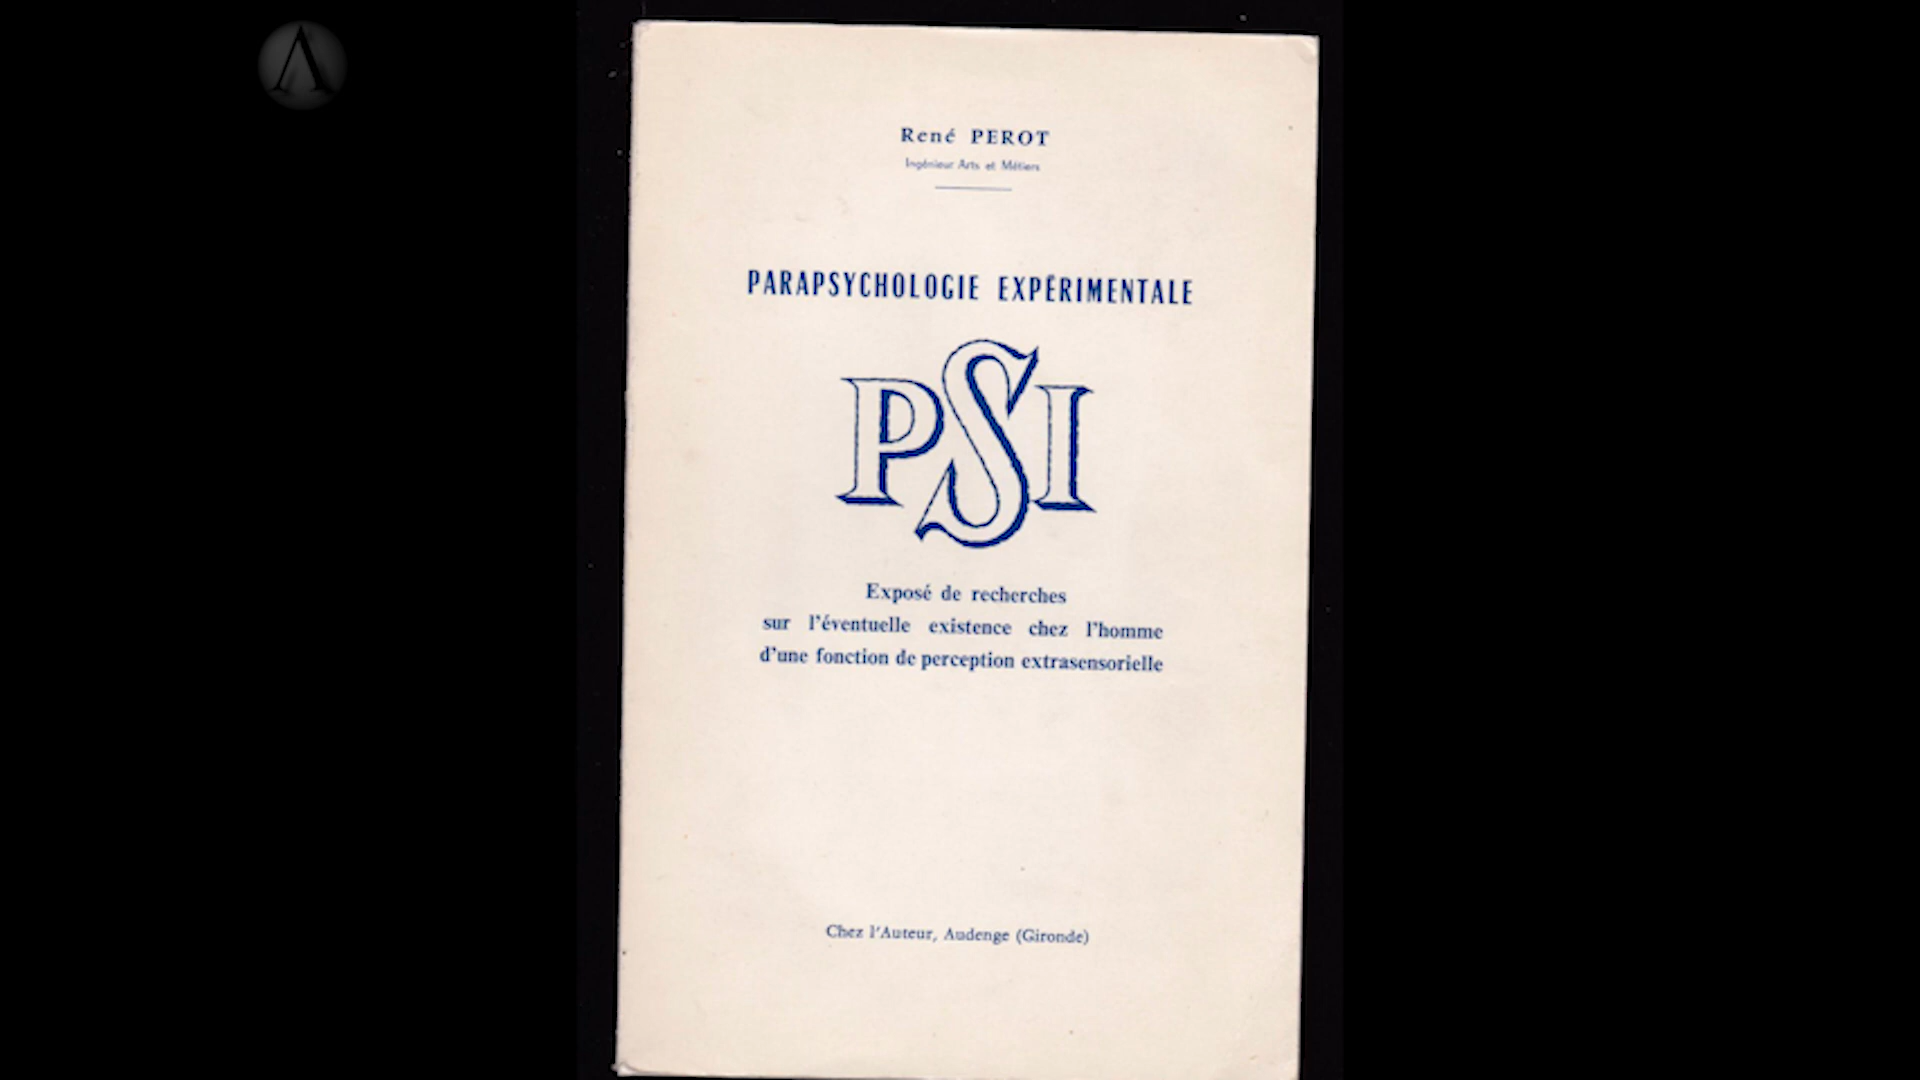 René PEROT
Ingénieur Arts et Métiers
PARAPSYCHOLOGIE EXPÉRIMENTALE
PSI
Exposé de recherches
sur l'éventuelle existence chez l'homme
d'une fonction de perception extrasensorielle
Chez l'Auteur, Audenge (Gironde)